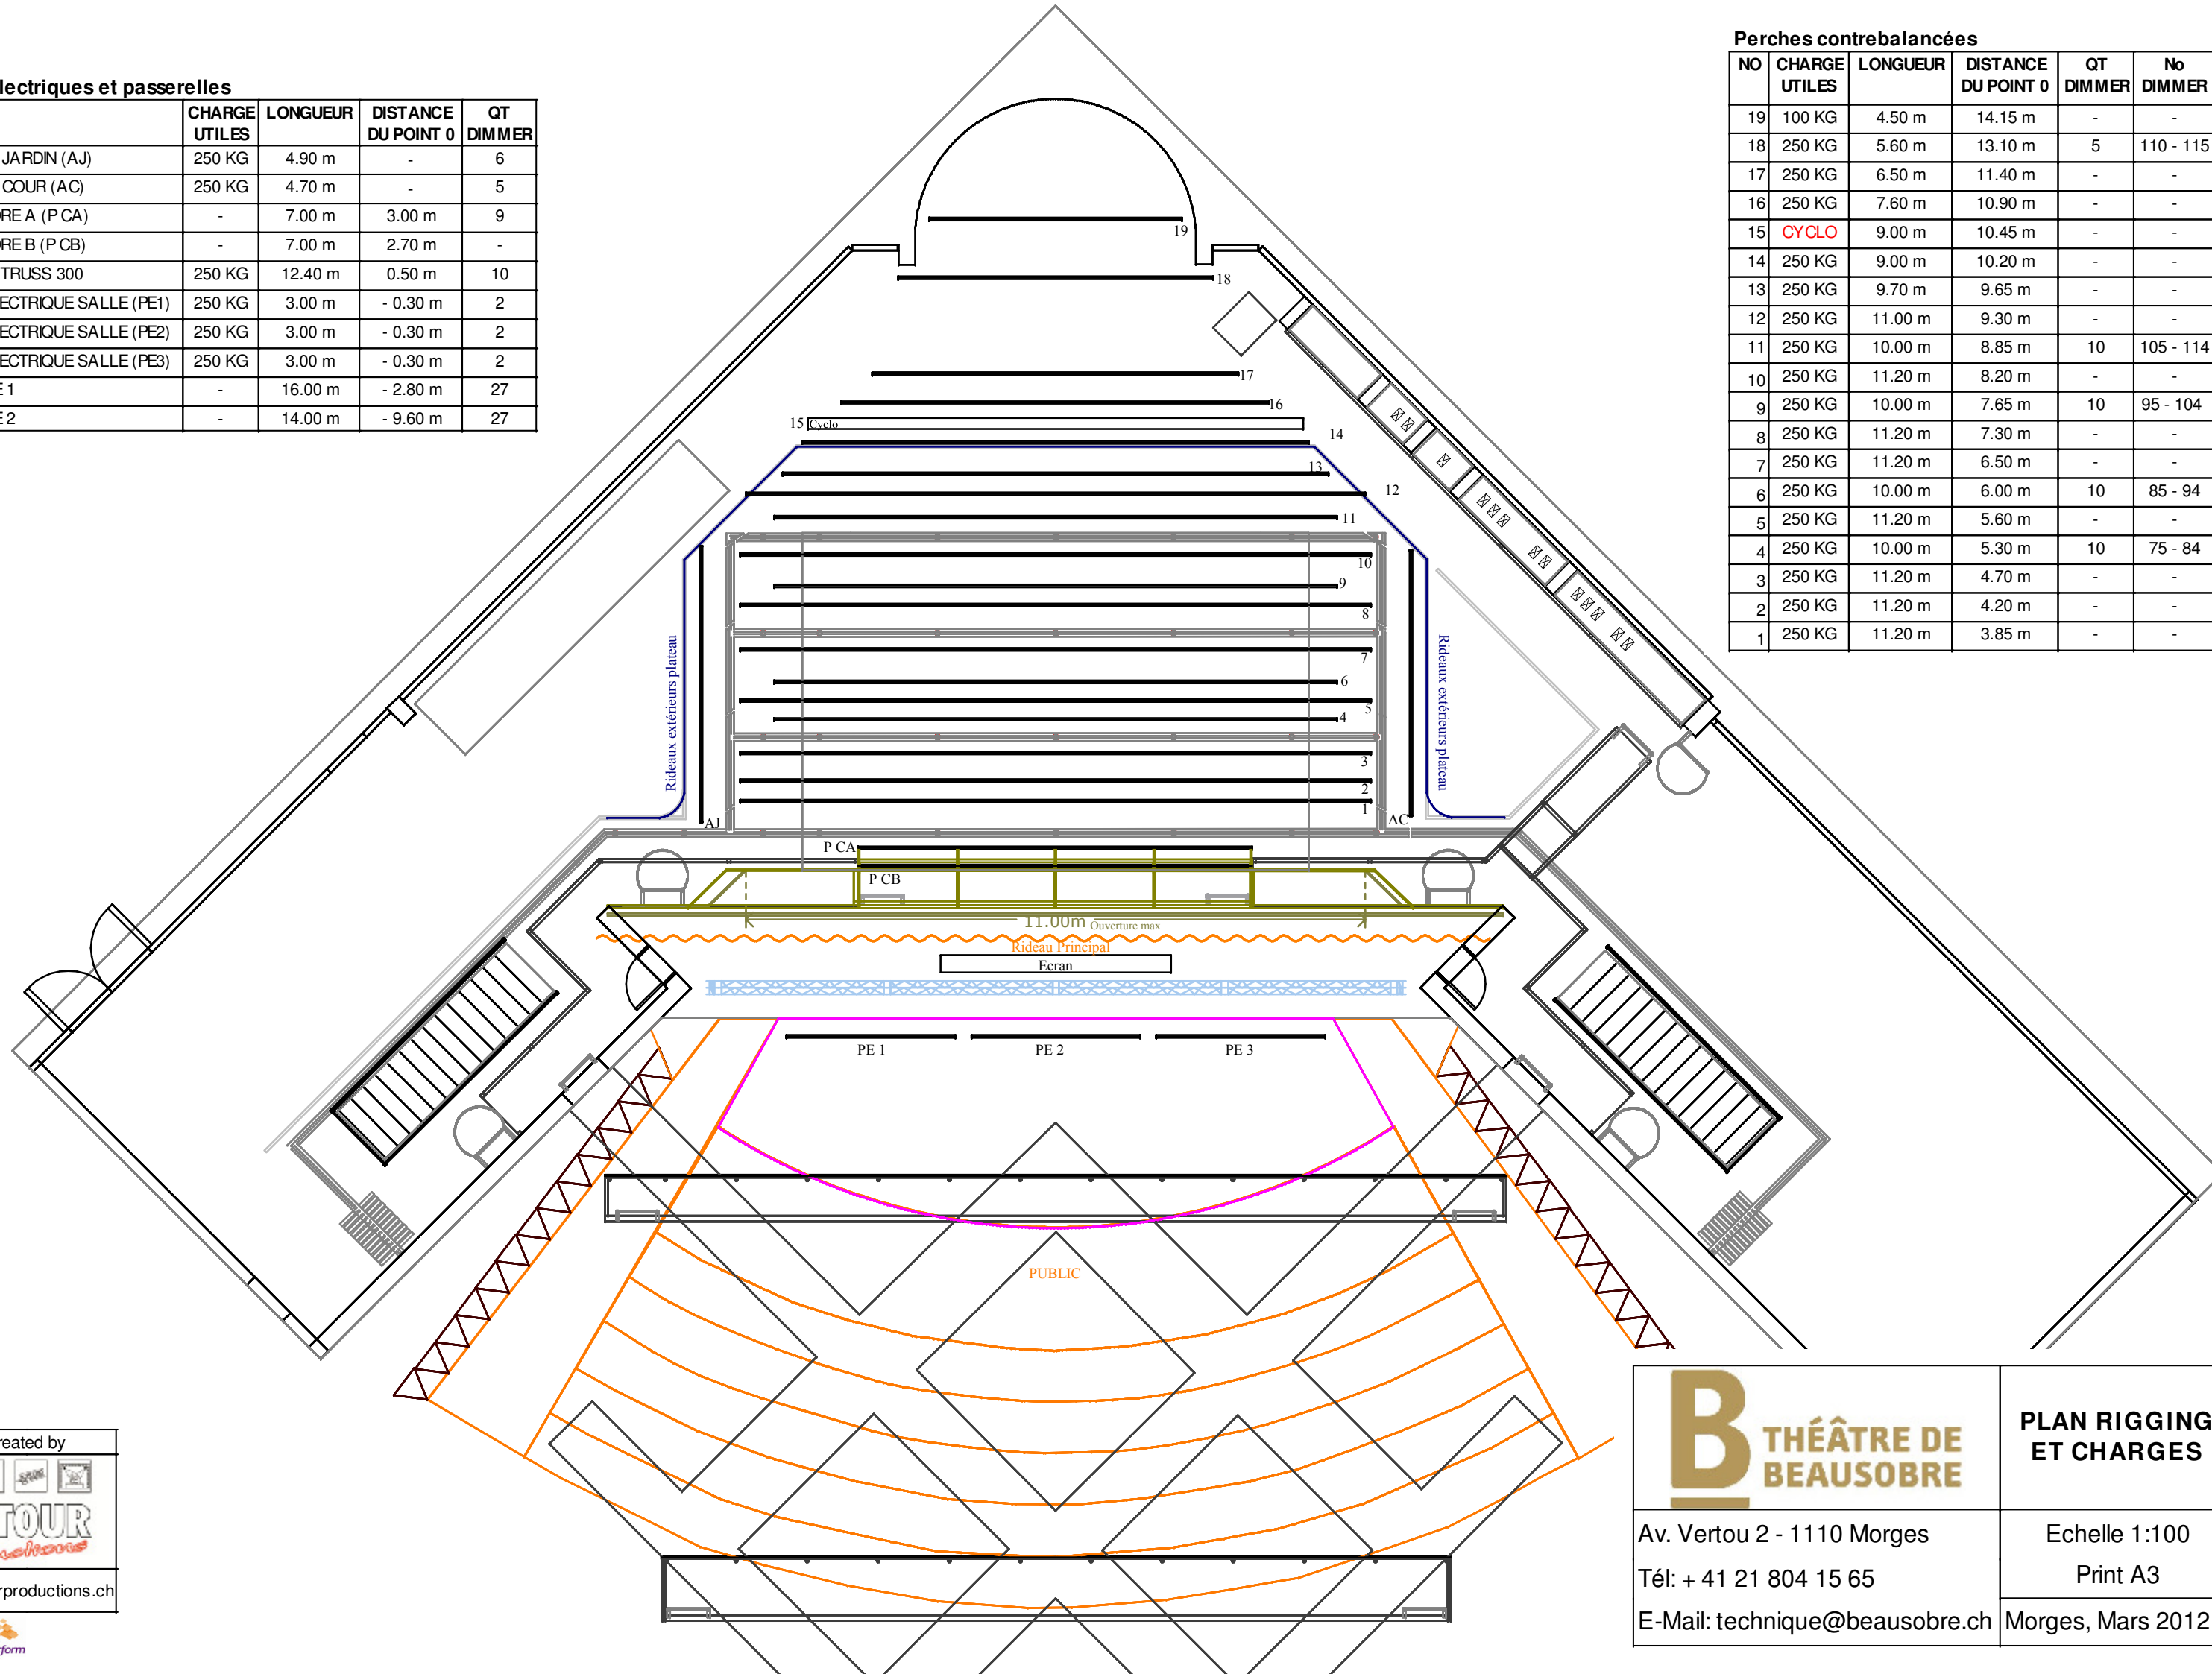 lectriques et passerelles
CHARGE UTILES LONGUEUR DISTANCE DU POINT 0 QT DIMMER
JARDIN (AJ) 250 KG 4.90 m - 6
COUR (AC) 250 KG 4.70 m - 5
RE A (P CA) - 7.00 m 3.00 m 9
RE B (P CB) - 7.00 m 2.70 m -
TRUSS 300 250 KG 12.40 m 0.50 m 10
ECTRIQUE SALLE (PE1) 250 KG 3.00 m - 0.30 m 2
ECTRIQUE SALLE (PE2) 250 KG 3.00 m - 0.30 m 2
ECTRIQUE SALLE (PE3) 250 KG 3.00 m - 0.30 m 2
E 1 - 16.00 m - 2.80 m 27
E 2 - 14.00 m - 9.60 m 27
Perches contrebalancées
NO CHARGE UTILES LONGUEUR DISTANCE DU POINT 0 QT DIMMER No DIMMER
19 100 KG 4.50 m 14.15 m - -
18 250 KG 5.60 m 13.10 m 5 110 - 115
17 250 KG 6.50 m 11.40 m - -
16 250 KG 7.60 m 10.90 m - -
15 CYCLO 9.00 m 10.45 m - -
14 250 KG 9.00 m 10.20 m - -
13 250 KG 9.70 m 9.65 m - -
12 250 KG 11.00 m 9.30 m - -
11 250 KG 10.00 m 8.85 m 10 105 - 114
10 250 KG 11.20 m 8.20 m - -
9 250 KG 10.00 m 7.65 m 10 95 - 104
8 250 KG 11.20 m 7.30 m - -
7 250 KG 11.20 m 6.50 m - -
6 250 KG 10.00 m 6.00 m 10 85 - 94
5 250 KG 11.20 m 5.60 m - -
4 250 KG 10.00 m 5.30 m 10 75 - 84
3 250 KG 11.20 m 4.70 m - -
2 250 KG 11.20 m 4.20 m - -
1 250 KG 11.20 m 3.85 m - -
19
18
17
16
15 Cyclo
14
13
12
11
10
9
8
7
6
5
4
3
2
1
Rideaux extérieurs plateau
Rideaux extérieurs plateau
AJ
AC
P CA
P CB
11.00m Ouverture max
Rideau Principal
Ecran
PE 1
PE 2
PE 3
PUBLIC
reated by
TOUR
rproductions.ch
form
B THÉÂTRE DE
BEAUSOBRE
PLAN RIGGING
ET CHARGES
Av. Vertou 2 - 1110 Morges
Tél: + 41 21 804 15 65
E-Mail: technique@beausobre.ch
Echelle 1:100
Print A3
Morges, Mars 2012